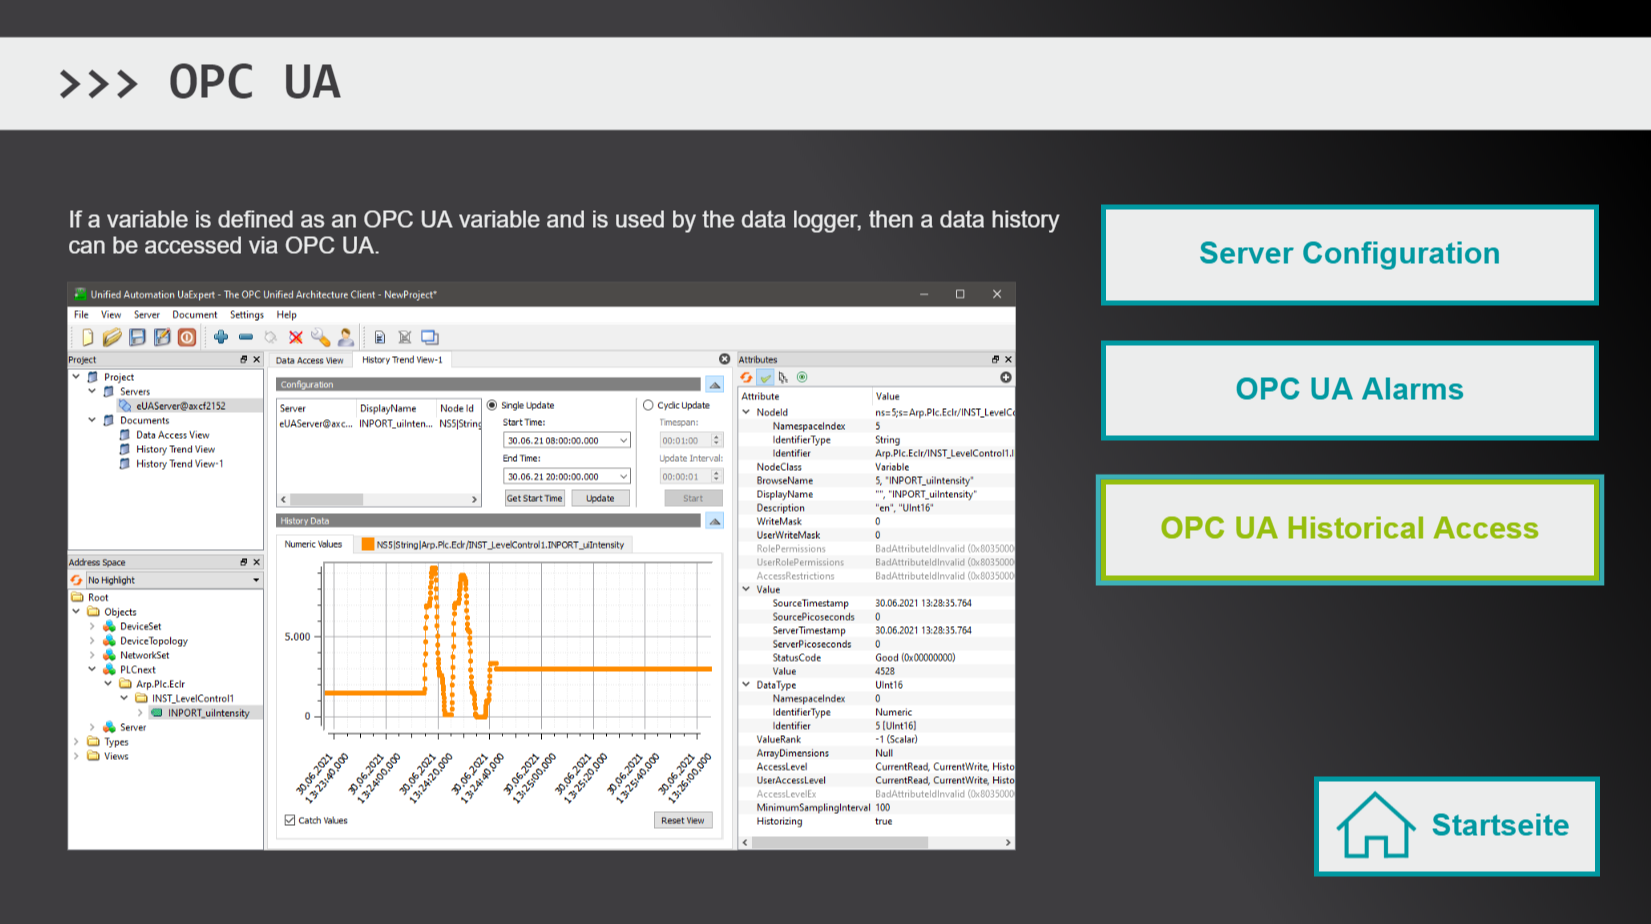 >>> OPC UA
If a variable is defined as an OPC UA variable and is used by the data logger, then a data history
can be accessed via OPC UA.
Unified Automation UaExpert - The OPC Unified Architecture Client - NewProject*
File View Server Document Settings Help
Project
Project
Servers
eUAServer@axcf2152
Documents
Data Access View
History Trend View
History Trend View-1
Address Space
No Highlight
Root
Objects
DeviceSet
DeviceTopology
NetworkSet
PLCnext
Arp.Plc.Eclr
INST_LevelControl1
INPORT_uiIntensity
Server
Types
Views
Data Access View History Trend View-1
Configuration
Server DisplayName Node Id
eUAServer@axc... INPORT_uiInten... NS5|String
Single Update
Start Time:
30.06.21 08:00:00.000
End Time:
30.06.21 20:00:00.000
Get Start Time Update
Cyclic Update
Timespan:
00:01:00
Update Interval:
00:00:01
Start
History Data
Numeric Values NS5|String|Arp.Plc.Eclr/INST_LevelControl1.INPORT_uiIntensity
5.000
0
30.06.2021 13:23:40,000
30.06.2021 13:24:00,000
30.06.2021 13:24:20,000
30.06.2021 13:24:40,000
30.06.2021 13:25:00,000
30.06.2021 13:25:20,000
30.06.2021 13:25:40,000
30.06.2021 13:26:00,000
Catch Values
Reset View
Attributes
Attribute Value
NodeId ns=5;s=Arp.Plc.Eclr/INST_LevelCo
NamespaceIndex 5
IdentifierType String
Identifier Arp.Plc.Eclr/INST_LevelControl1.I
NodeClass Variable
BrowseName 5, "INPORT_uiIntensity"
DisplayName "", "INPORT_uiIntensity"
Description "en", "UInt16"
WriteMask 0
UserWriteMask 0
RolePermissions BadAttributeIdInvalid (0x8035000
UserRolePermissions BadAttributeIdInvalid (0x8035000
AccessRestrictions BadAttributeIdInvalid (0x8035000
Value
SourceTimestamp 30.06.2021 13:28:35.764
SourcePicoseconds 0
ServerTimestamp 30.06.2021 13:28:35.764
ServerPicoseconds 0
StatusCode Good (0x00000000)
Value 4528
DataType UInt16
NamespaceIndex 0
IdentifierType Numeric
Identifier 5 [UInt16]
ValueRank -1 (Scalar)
ArrayDimensions Null
AccessLevel CurrentRead, CurrentWrite, Histo
UserAccessLevel CurrentRead, CurrentWrite, Histo
AccessLevelEx BadAttributeIdInvalid (0x8035000
MinimumSamplingInterval 100
Historizing true
Server Configuration
OPC UA Alarms
OPC UA Historical Access
Startseite